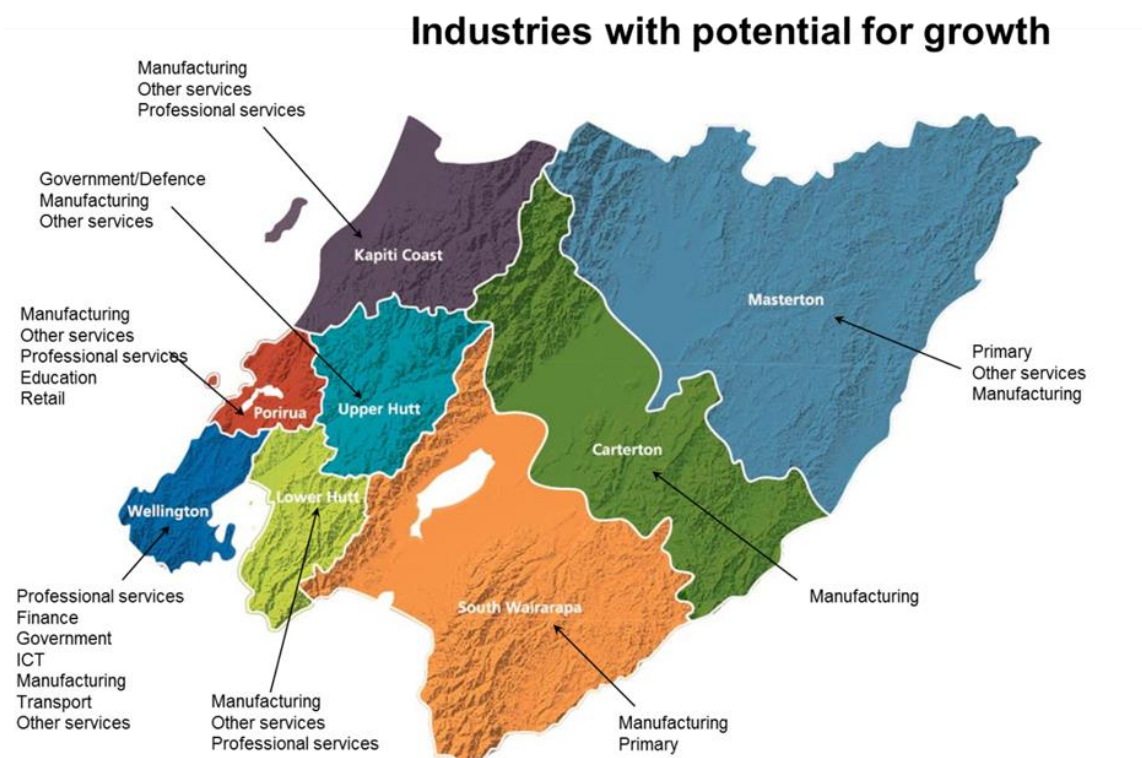 Industries with potential for growth
Manufacturing
Other services
Professional services
Government/Defence
Manufacturing
Other services
Kapiti Coast
Masterton
Manufacturing
Other services
Professional services
Education
Retail
Primary
Other services
Manufacturing
Porirua
Upper Hutt
Carterton
Lower Hutt
Wellington
South Wairarapa
Manufacturing
Professional services
Finance
Government
ICT
Manufacturing
Transport
Other services
Manufacturing
Other services
Professional services
Manufacturing
Primary